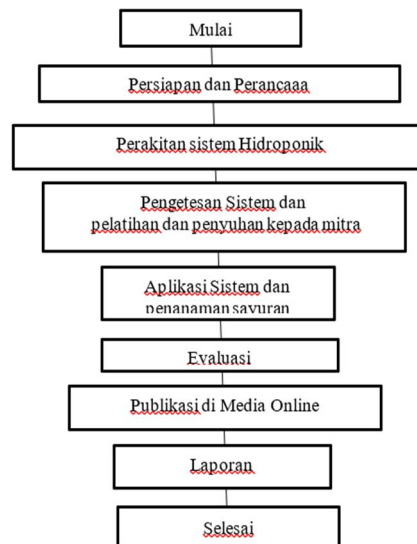 Mulai
Persiapan dan Perancaaa
Perakitan sistem Hidroponik
Pengetesan Sistem dan
pelatihan dan penyuhan kepada mitra
Aplikasi Sistem dan
penanaman sayuran
Evaluasi
Publikasi di Media Online
Laporan
Selesai